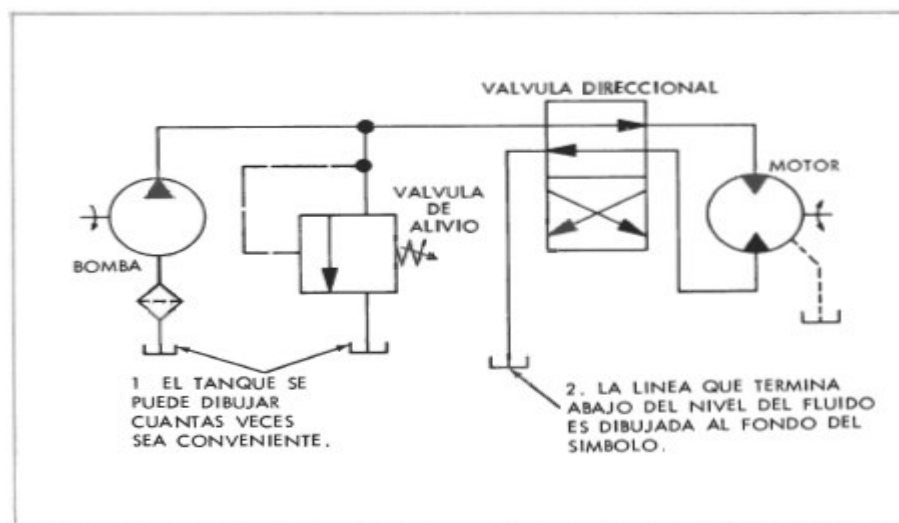 VALVULA DIRECCIONAL
MOTOR
VALVULA
DE
ALIVIO
BOMBA
1 EL TANQUE SE
PUEDE DIBUJAR
CUANTAS VECES
SEA CONVENIENTE.
2. LA LINEA QUE TERMINA
ABAJO DEL NIVEL DEL FLUIDO
ES DIBUJADA AL FONDO DEL
SIMBOLO.